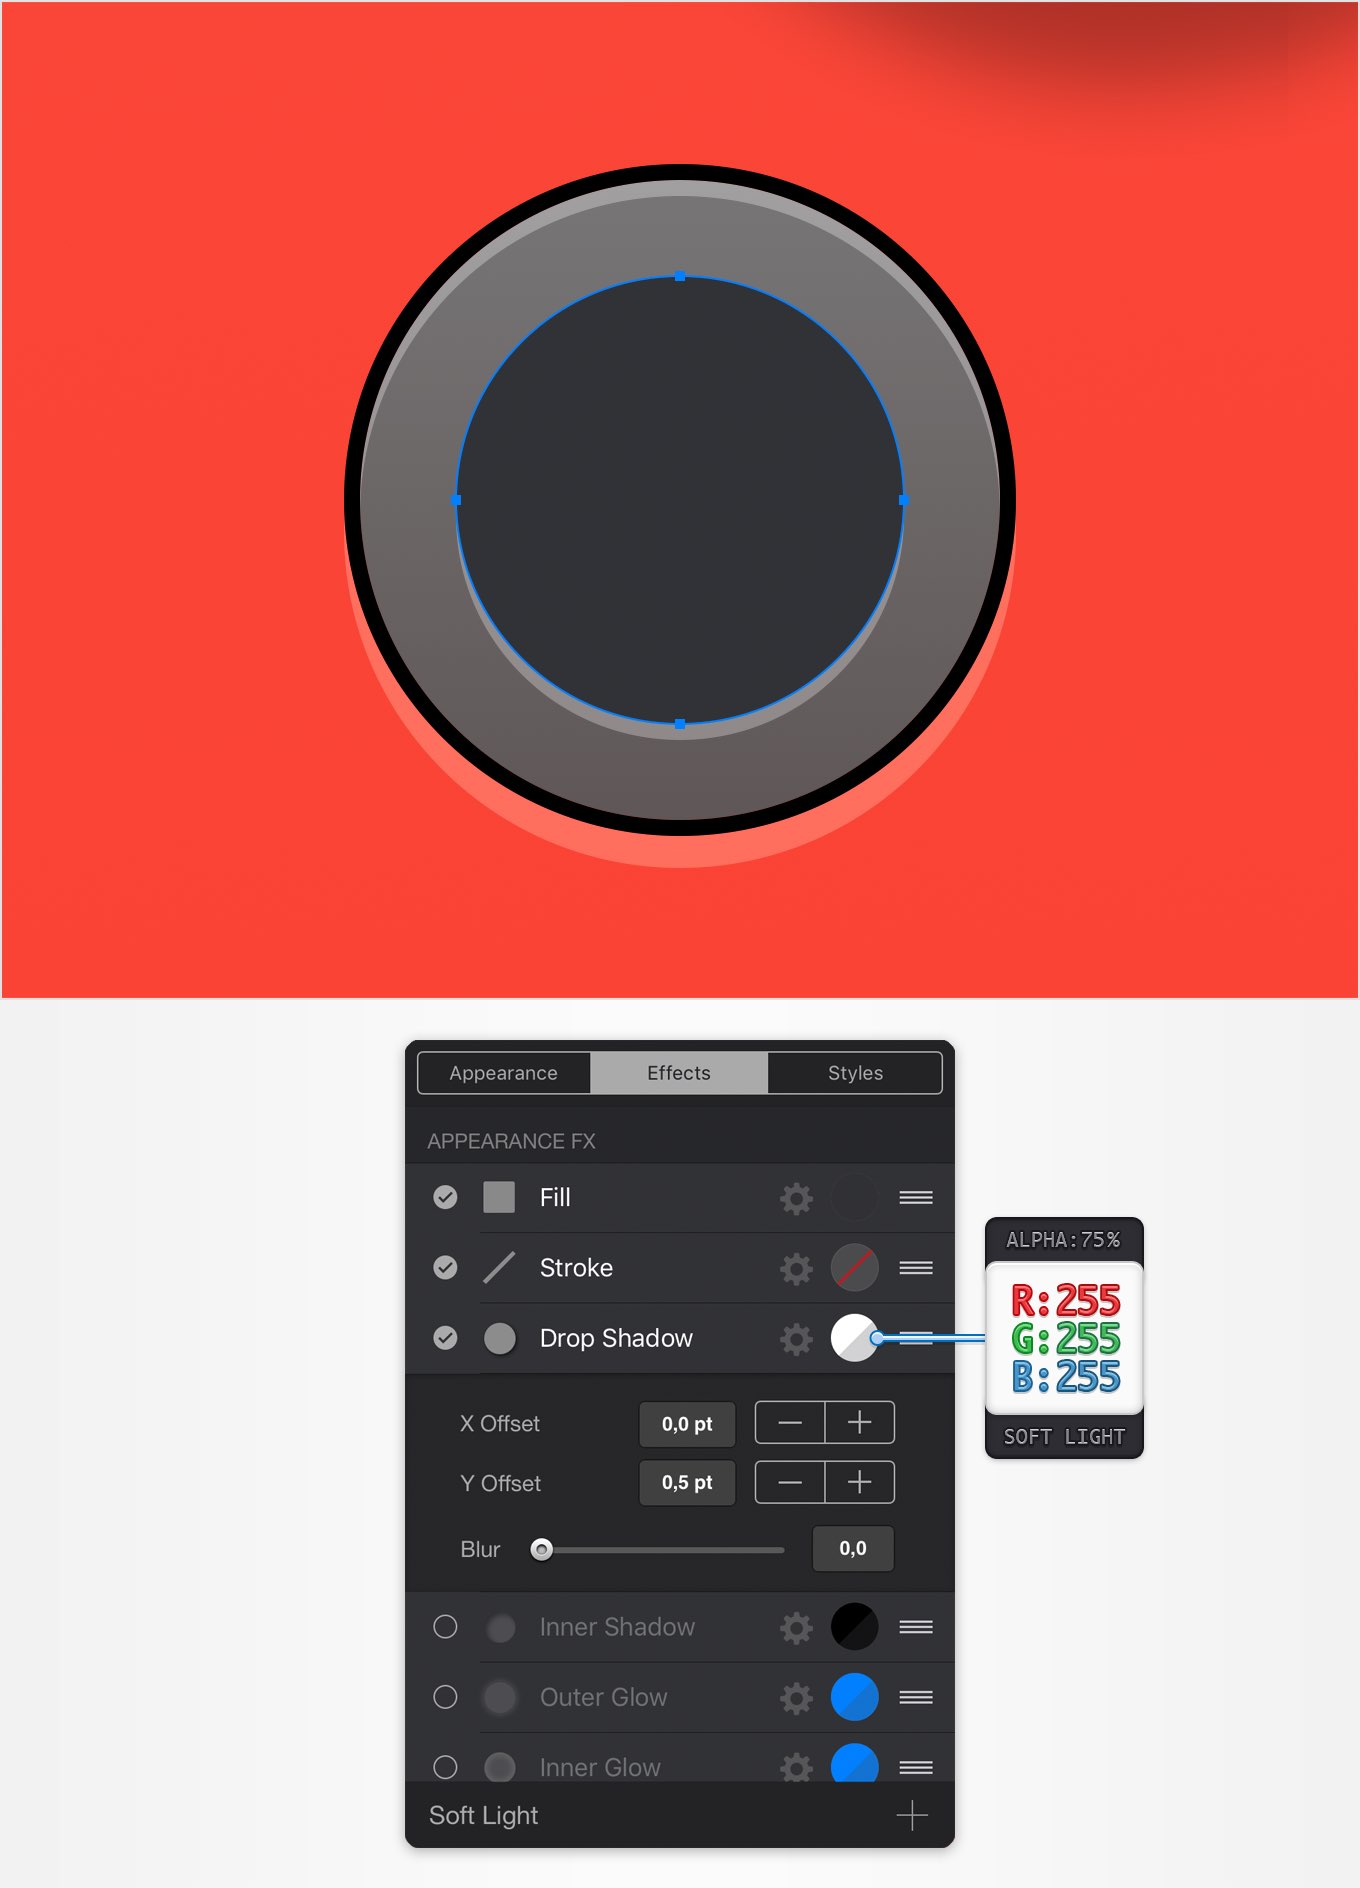 Appearance
Effects
Styles
APPEARANCE FX
Fill
Stroke
Drop Shadow
X Offset
0,0 pt
Y Offset
0,5 pt
Blur
0,0
Inner Shadow
Outer Glow
Inner Glow
Soft Light
ALPHA:75%
R:255
G:255
B:255
SOFT LIGHT